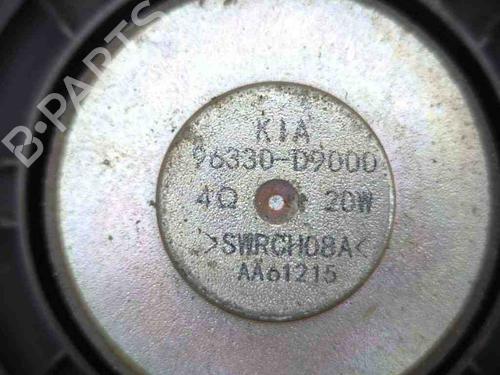 B-PARTS
KIA
96330-D9000
4Ω 20W
>SWRCH08A<
AA61215